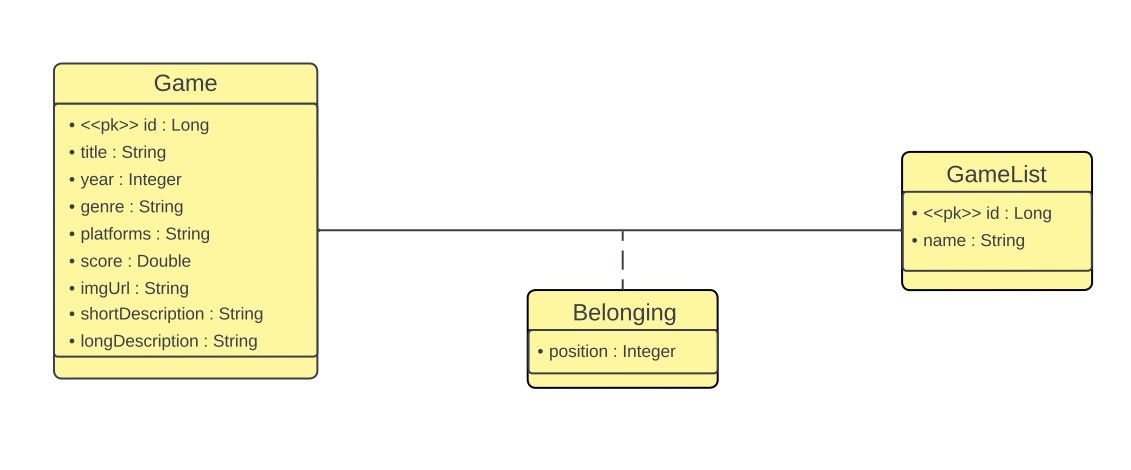 Game
• <<pk>> id : Long
• title : String
• year : Integer
• genre : String
• platforms : String
• score : Double
• imgUrl : String
• shortDescription : String
• longDescription : String
GameList
• <<pk>> id : Long
• name : String
Belonging
• position : Integer